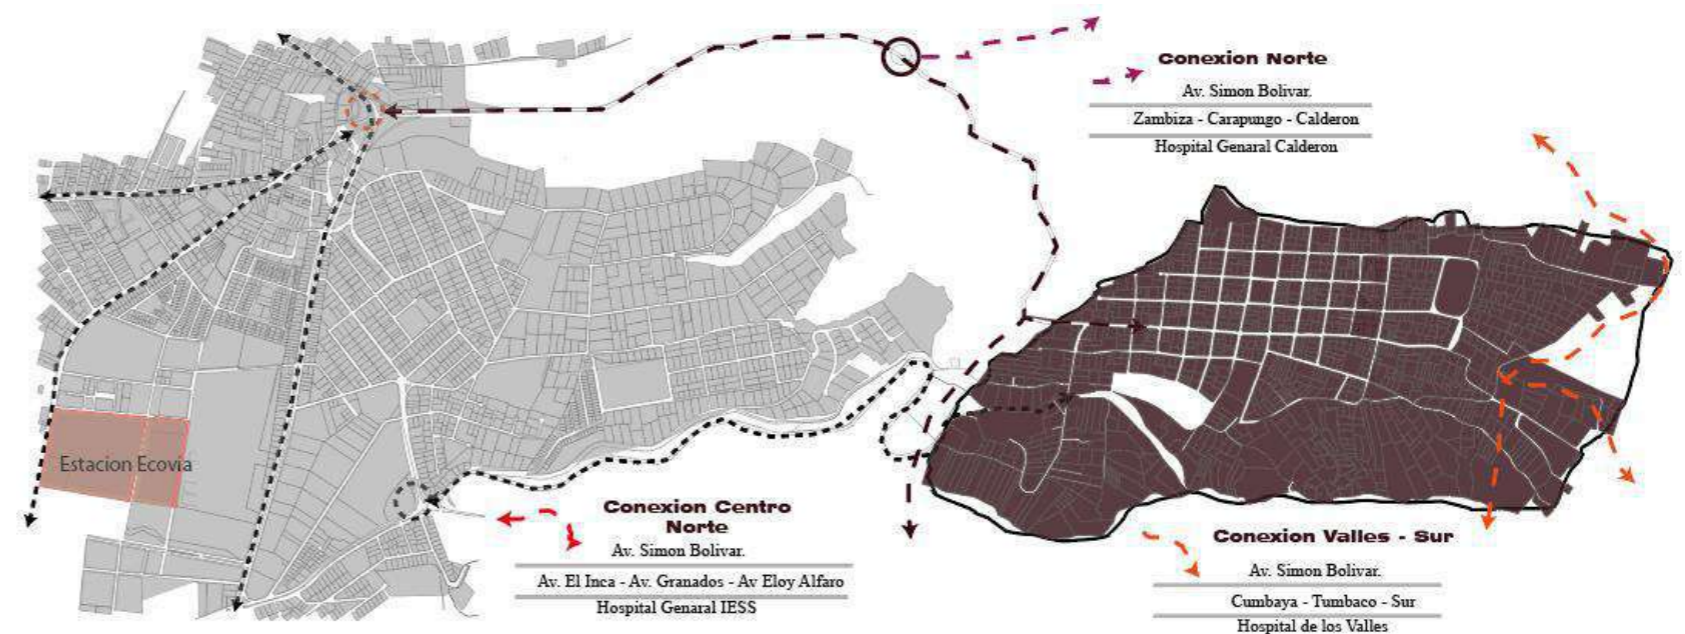 Conexion Norte
Av. Simon Bolivar.
Zambiza - Carapungo - Calderon
Hospital Genaral Calderon
Estacion Ecovia
Conexion Centro
Norte
Av. Simon Bolivar.
Av. El Inca - Av. Granados - Av Eloy Alfaro
Hospital Genaral IESS
Conexion Valles - Sur
Av. Simon Bolivar.
Cumbaya - Tumbaco - Sur
Hospital de los Valles